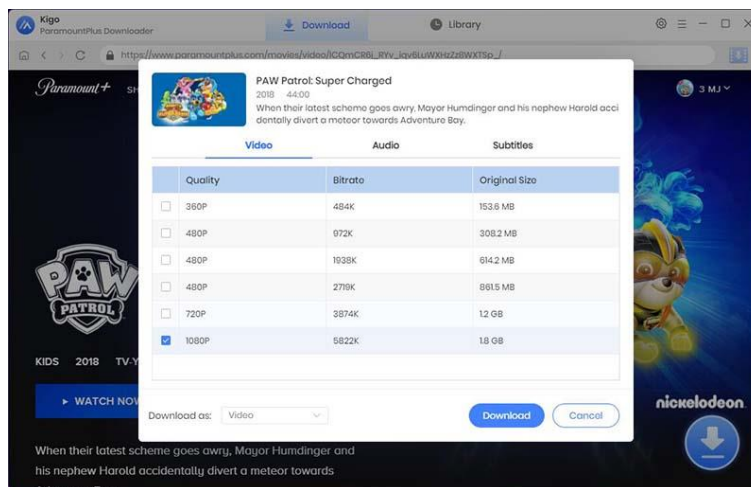 Kigo
ParamountPlus Downloader
Download
Library
Paramount+
SH
3 MJ
PAW Patrol: Super Charged
2018 44:00
When their latest scheme goes awry, Mayor Humdinger and his nephew Harold acci
dentally divert a meteor towards Adventure Bay.
Video Audio Subtitles
Quality Bitrate Original Size
360P 484K 153.6 MB
480P 972K 308.2 MB
480P 1938K 614.2 MB
480P 2719K 861.5 MB
720P 3874K 1.2 GB
1080P 5822K 1.8 GB
Download as: Video
Download
Cancel
PAW
PATROL
KIDS 2018 TV-Y
WATCH NOW
nickelodeon
When their latest scheme goes awry, Mayor Humdinger and
his nephew Harold accidentally divert a meteor towards